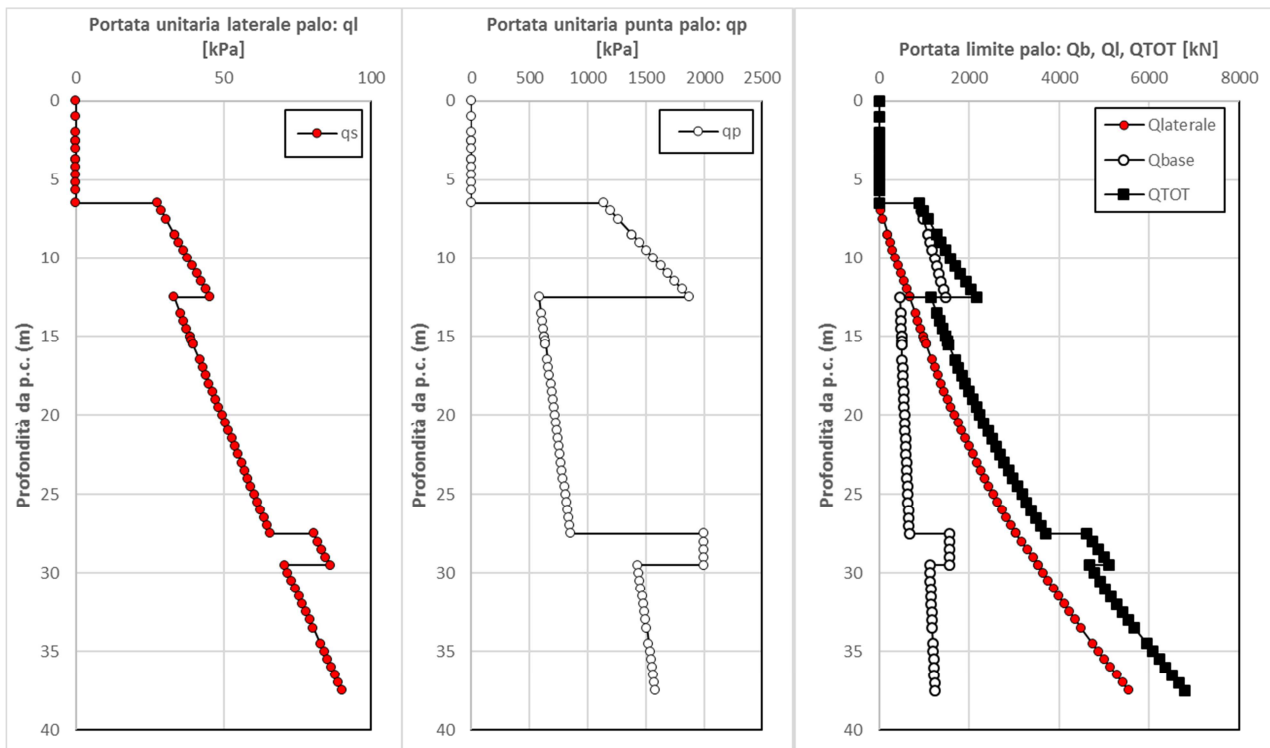 Portata unitaria laterale palo: ql
[kPa]
0 50 100
0
5
10
15
20
25
30
35
40
Profondità da p.c. (m)
qs
Portata unitaria punta palo: qp
[kPa]
0 500 1000 1500 2000 2500
0
5
10
15
20
25
30
35
40
Profondità da p.c. (m)
qp
Portata limite palo: Qb, Ql, QTOT [kN]
0 2000 4000 6000 8000
0
5
10
15
20
25
30
35
40
Profondità da p.c. (m)
Qlaterale
Qbase
QTOT